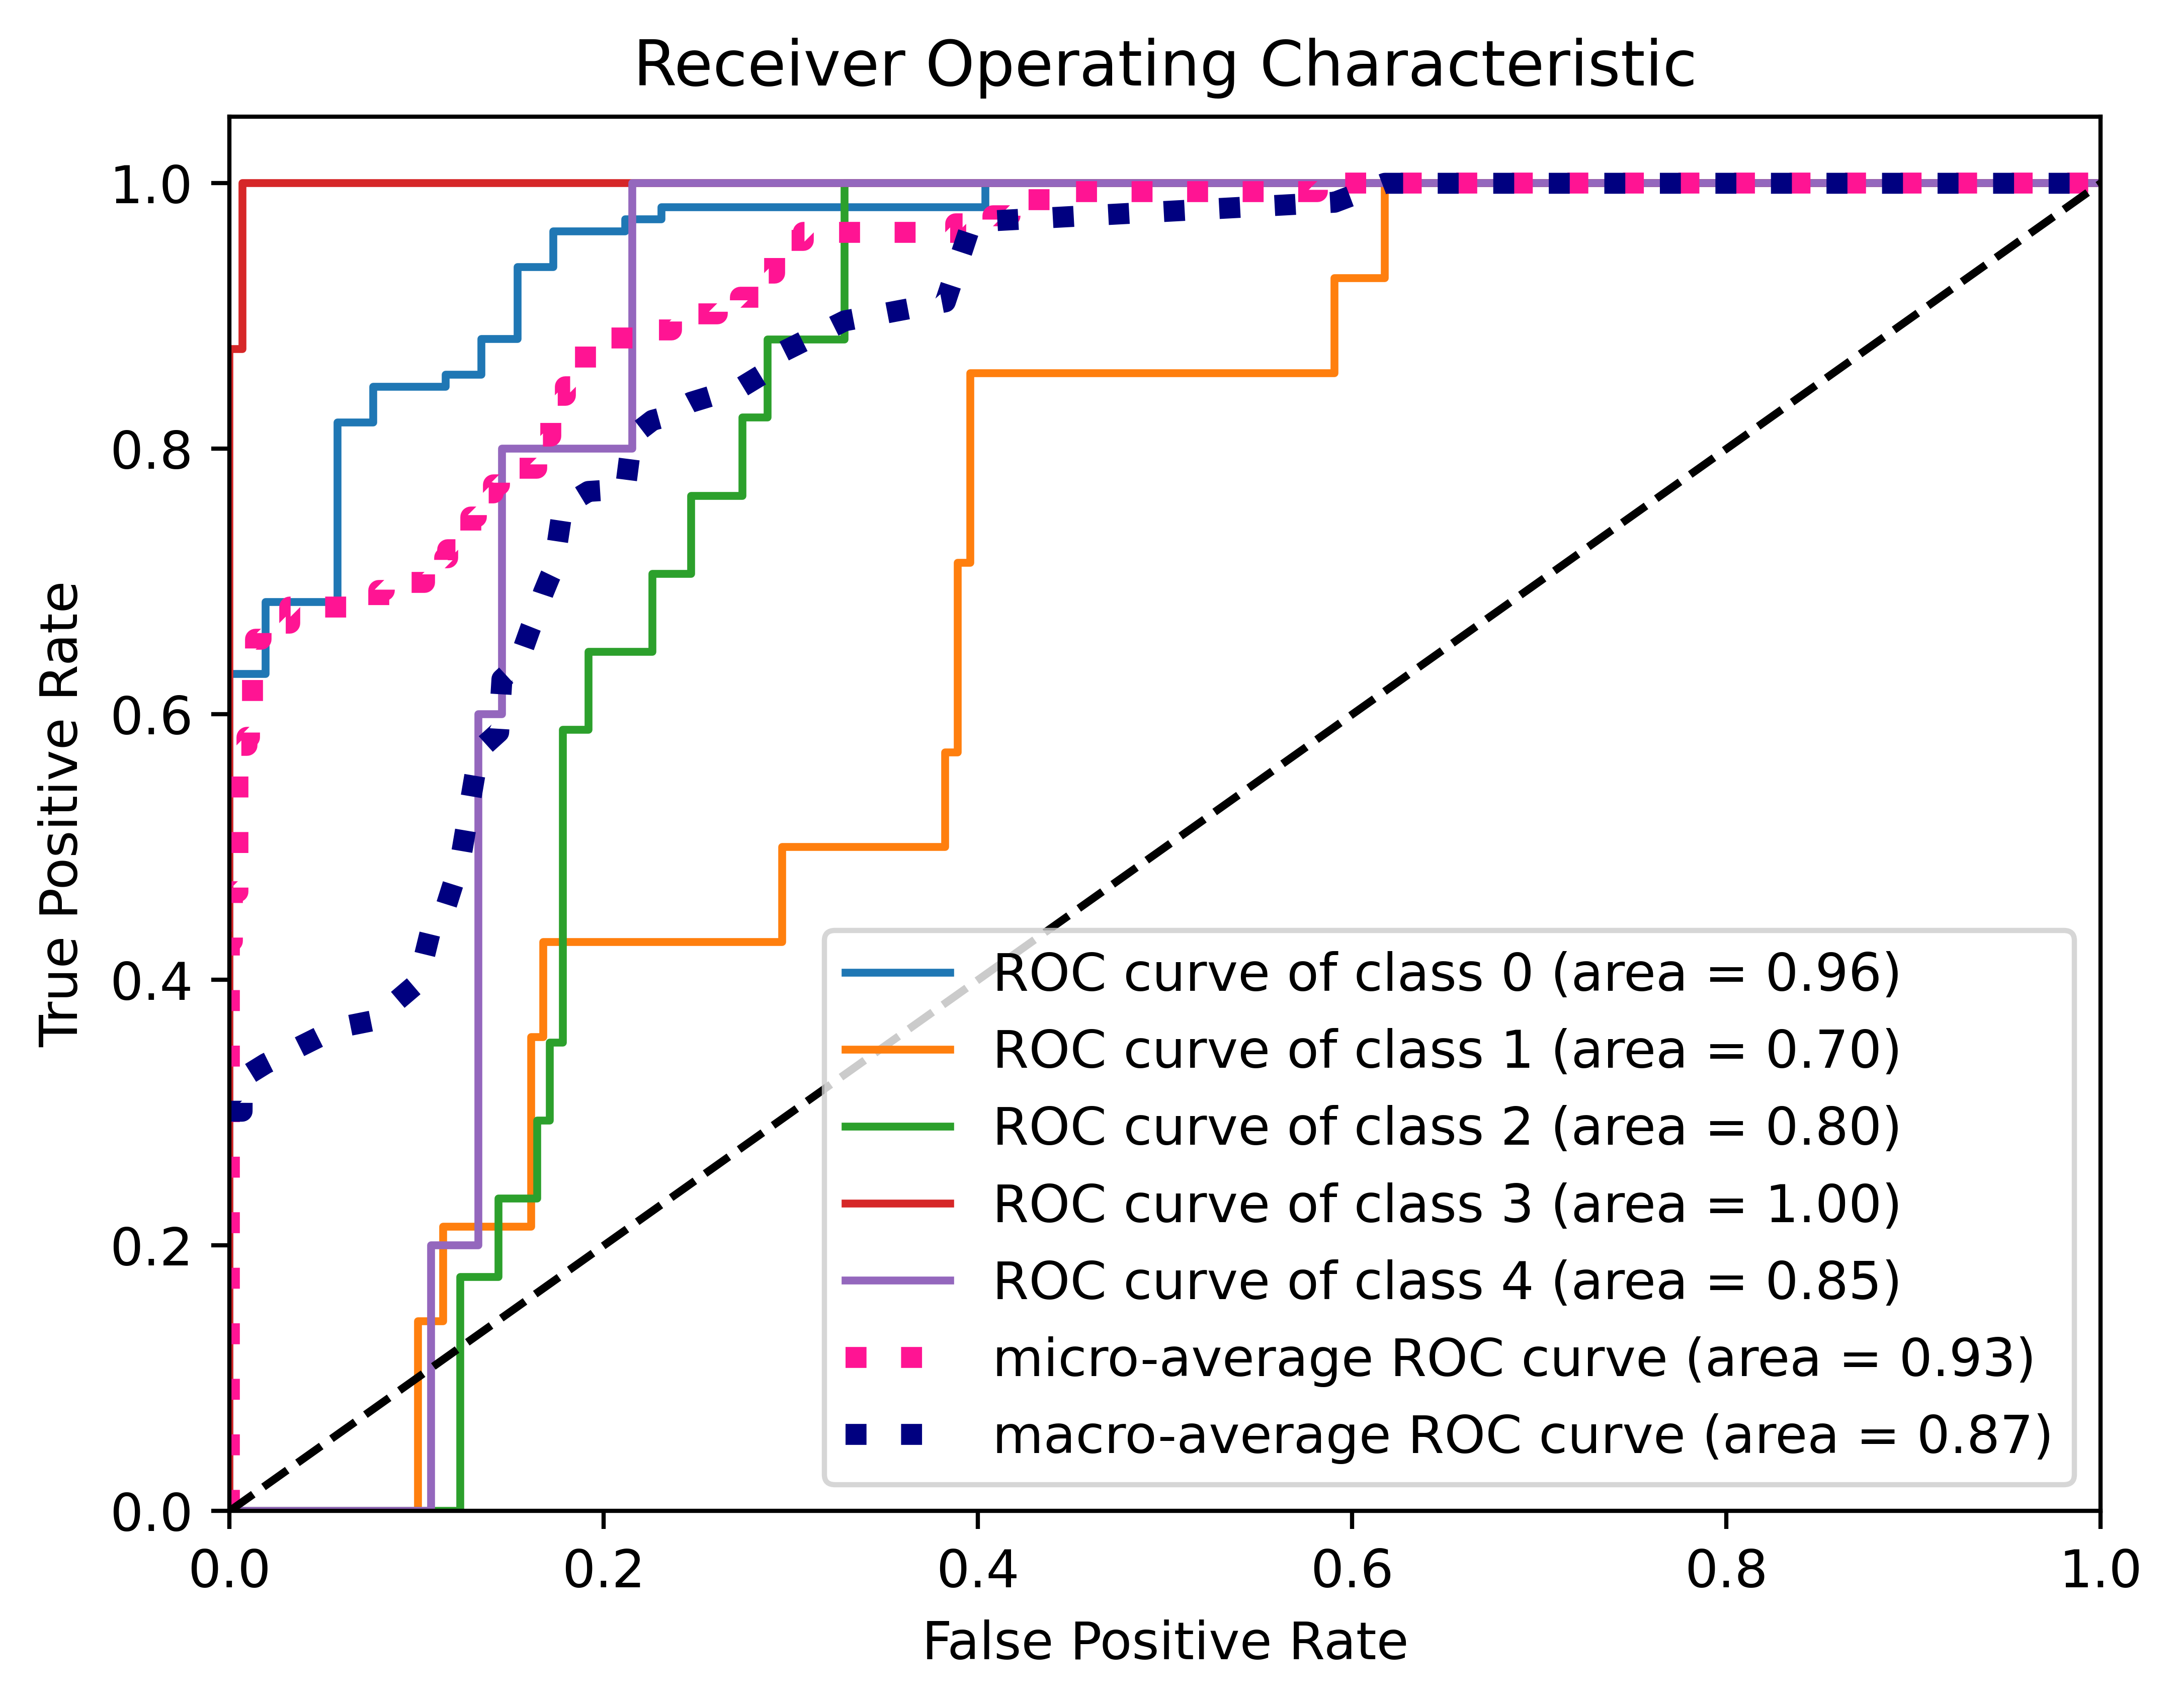 Receiver Operating Characteristic
1.0
0.8
0.6
0.4
0.2
0.0
True Positive Rate
ROC curve of class 0 (area = 0.96)
ROC curve of class 1 (area = 0.70)
ROC curve of class 2 (area = 0.80)
ROC curve of class 3 (area = 1.00)
ROC curve of class 4 (area = 0.85)
micro-average ROC curve (area = 0.93)
macro-average ROC curve (area = 0.87)
0.0 0.2 0.4 0.6 0.8 1.0
False Positive Rate